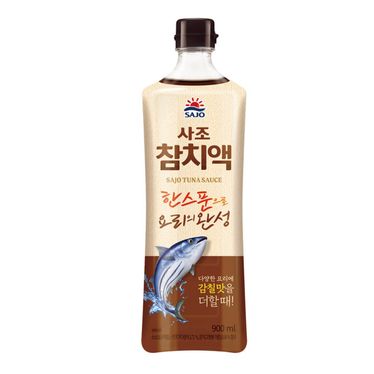 SAJO
사조
참치액
SAJO TUNA SAUCE
한스푼으로
요리의 완성
다양한 요리에
감칠맛을
더할 때!
900 ml